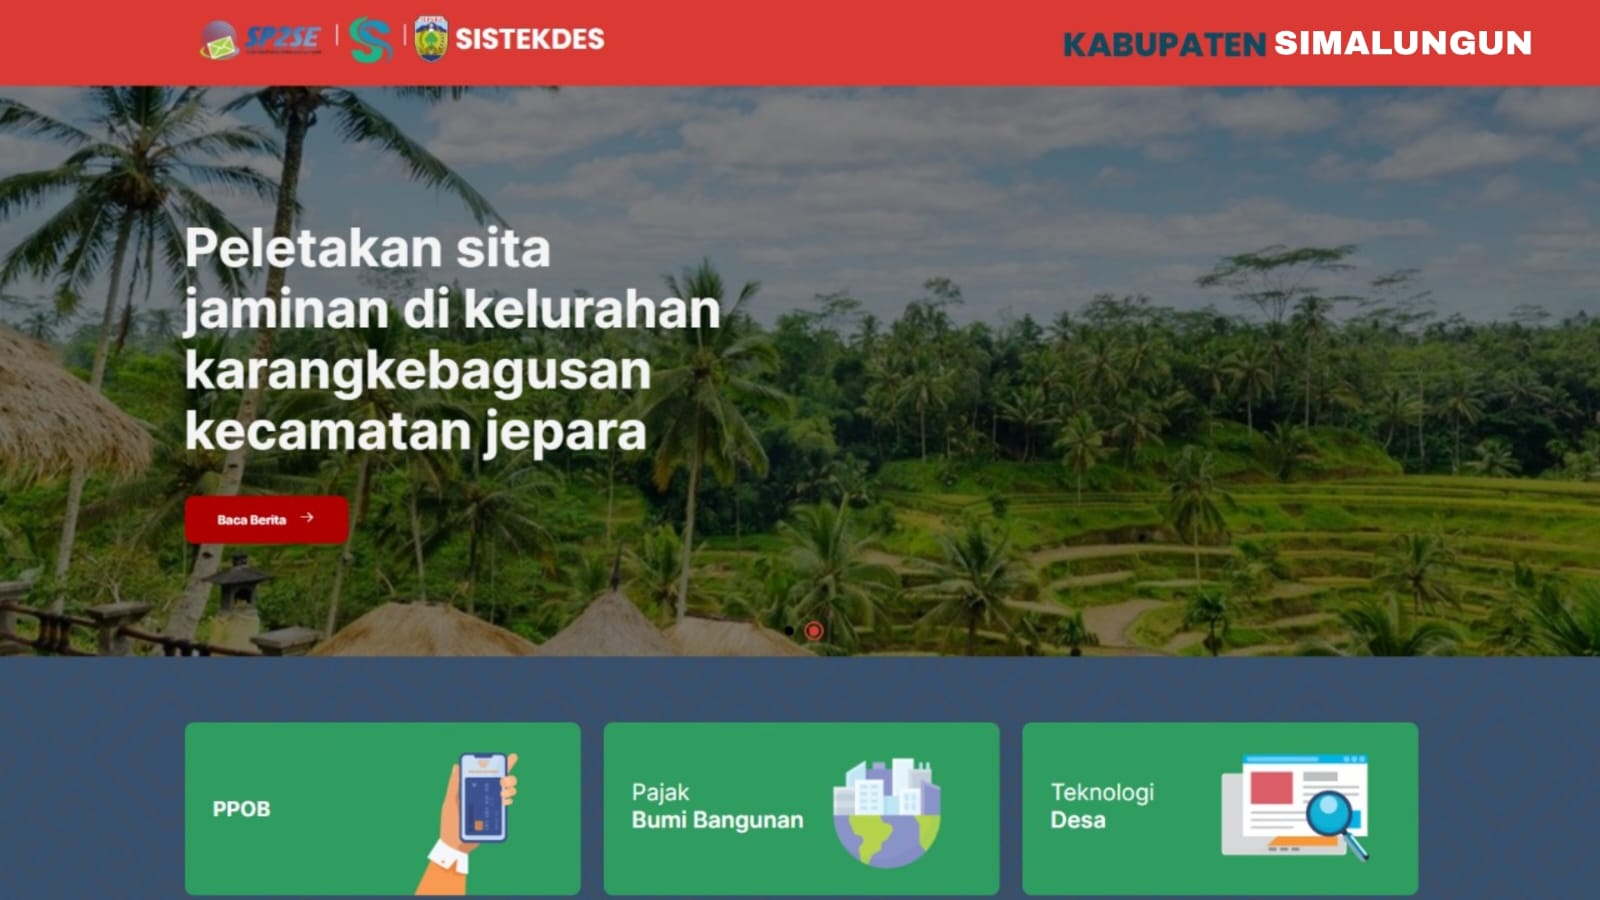 SP2SE
SISTEKDES
KABUPATEN SIMALUNGUN
Peletakan sita
jaminan di kelurahan
karangkebagusan
kecamatan jepara
Baca Berita →
PPOB
Pajak
Bumi Bangunan
Teknologi
Desa